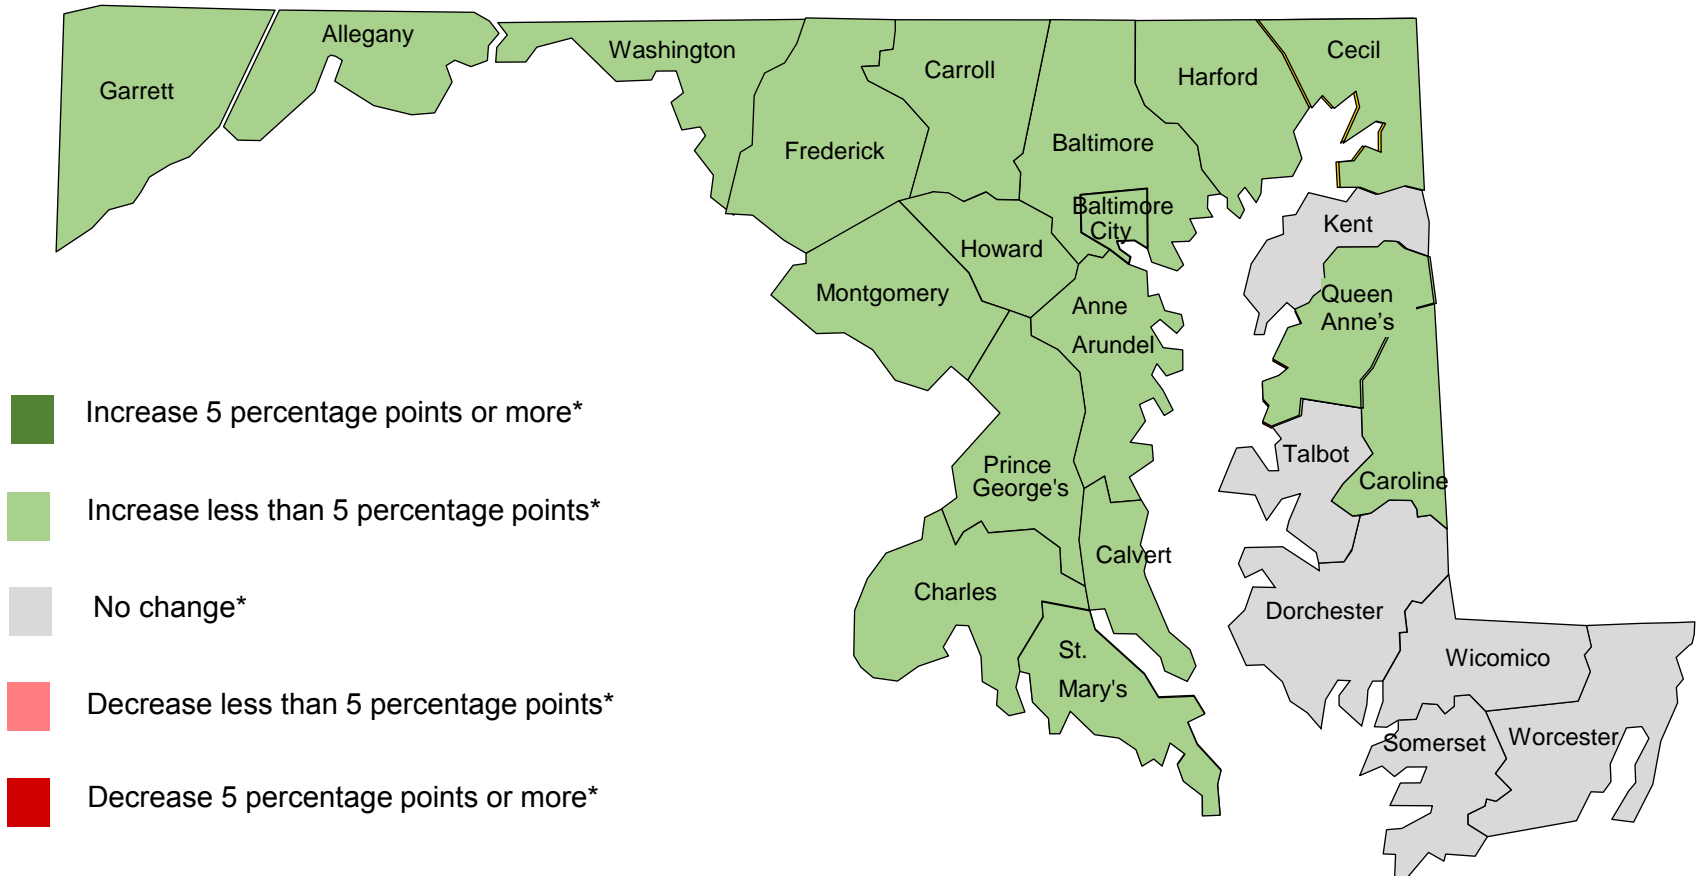 Garrett
Allegany
Washington
Frederick
Carroll
Baltimore
Harford
Cecil
Baltimore
City
Howard
Montgomery
Anne
Arundel
Kent
Queen
Anne's
Talbot
Caroline
Prince
George's
Calvert
Charles
St.
Mary's
Dorchester
Wicomico
Somerset
Worcester
Increase 5 percentage points or more*
Increase less than 5 percentage points*
No change*
Decrease less than 5 percentage points*
Decrease 5 percentage points or more*